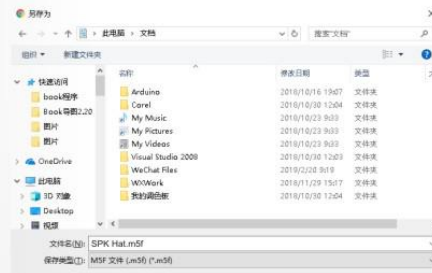 另存为
此电脑 > 文档
搜索"文档"
组织 新建文件夹
名称 修改日期 类型
快速访问
book程序
Book导图2.20
图片
图片
OneDrive
此电脑
3D 对象
Desktop
视频
Arduino 2018/10/16 19:07 文件夹
Corel 2018/10/30 12:04 文件夹
My Music 2018/10/23 9:33 文件夹
My Pictures 2018/10/23 9:33 文件夹
My Videos 2018/10/23 9:33 文件夹
Visual Studio 2008 2018/10/30 12:03 文件夹
WeChat Files 2019/2/20 9:19 文件夹
WXWork 2018/11/29 15:17 文件夹
我的调色板 2018/10/30 12:04 文件夹
文件名(N): SPK Hat.m5f
保存类型(T): M5F 文件 (.m5f) (*.m5f)